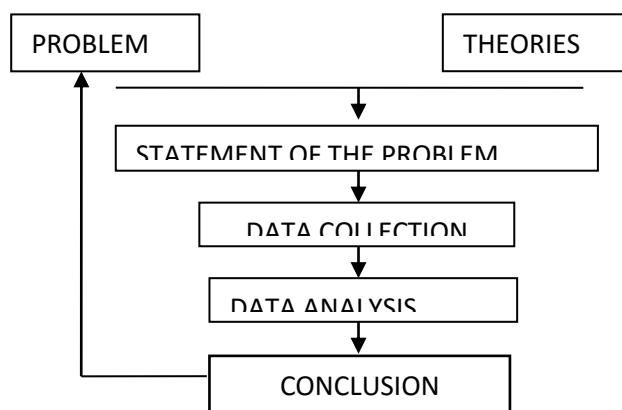 PROBLEM
THEORIES
STATEMENT OF THE PROBLEM
DATA COLLECTION
DATA ANALYSIS
CONCLUSION